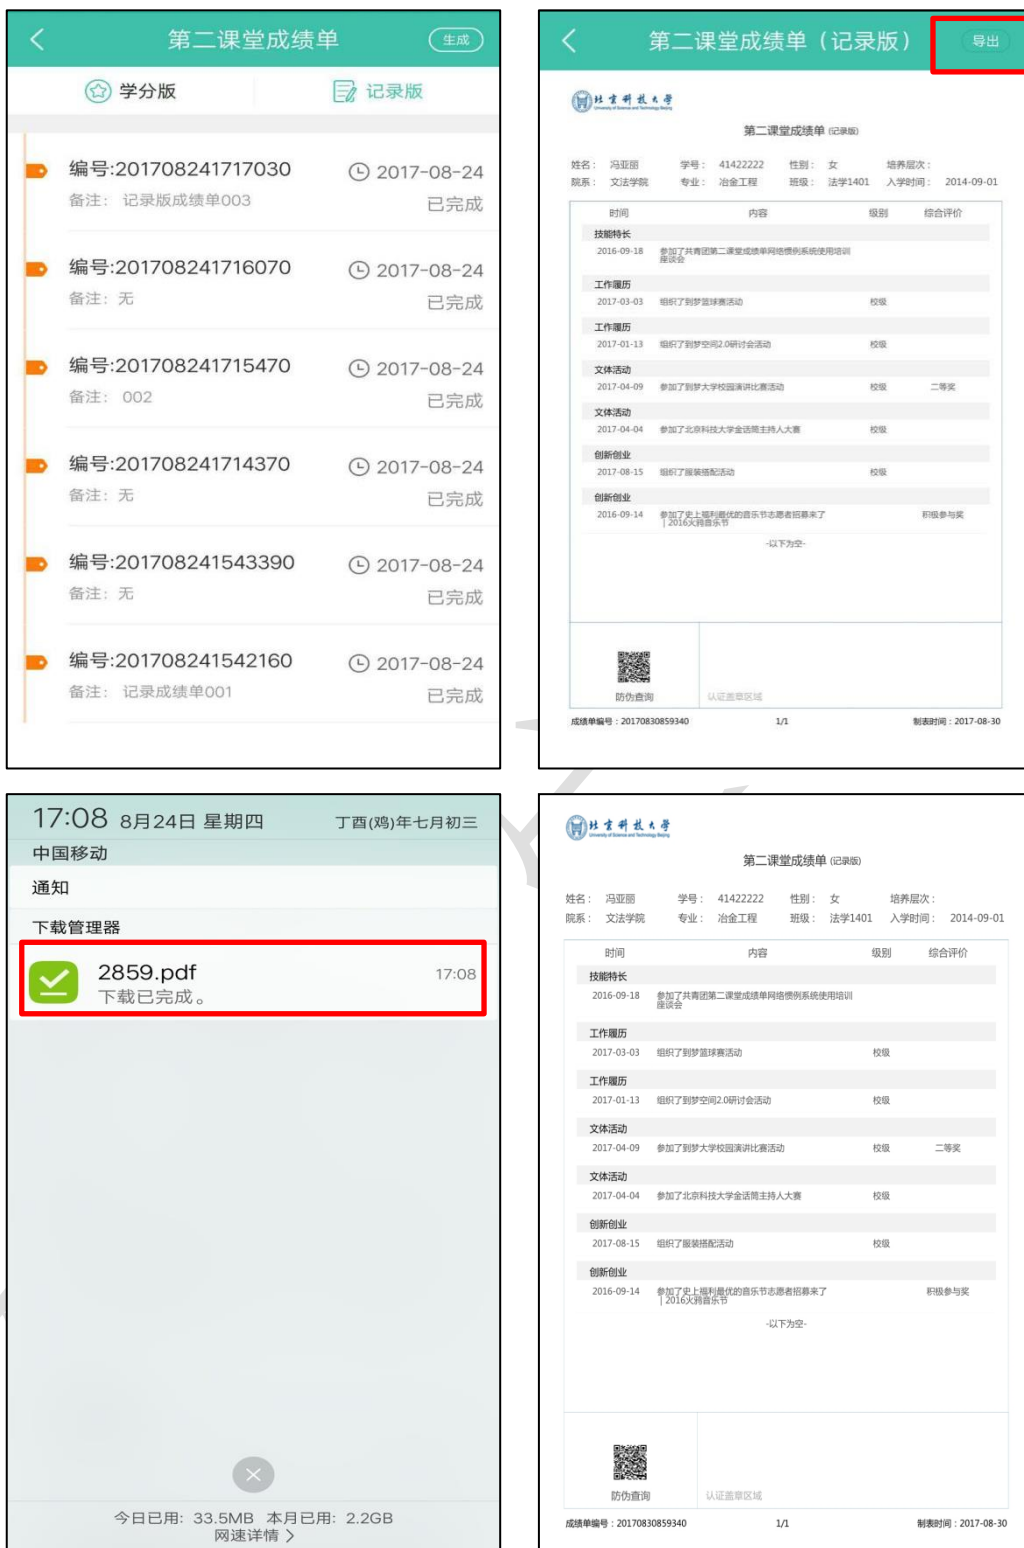 第二课堂成绩单
生成
学分版
记录版
编号:201708241717030
2017-08-24
备注: 记录版成绩单003
已完成
编号:201708241716070
2017-08-24
备注: 无
已完成
编号:201708241715470
2017-08-24
备注: 002
已完成
编号:201708241714370
2017-08-24
备注: 无
已完成
编号:201708241543390
2017-08-24
备注: 无
已完成
编号:201708241542160
2017-08-24
备注: 记录成绩单001
已完成
第二课堂成绩单（记录版）
导出
北京科技大学
University of Science and Technology Beijing
第二课堂成绩单 (记录版)
姓名： 冯亚丽 学号： 41422222 性别： 女 培养层次：
院系： 文法学院 专业： 冶金工程 班级： 法学1401 入学时间： 2014-09-01
时间 内容 级别 综合评价
技能特长
2016-09-18 参加了共青团第二课堂成绩单网络惯例系统使用培训
座谈会
工作履历
2017-03-03 组织了到梦篮球赛活动 校级
工作履历
2017-01-13 组织了到梦空间2.0研讨会活动 校级
文体活动
2017-04-09 参加了到梦大学校园演讲比赛活动 校级 二等奖
文体活动
2017-04-04 参加了北京科技大学金话筒主持人大赛 校级
创新创业
2017-08-15 组织了服装搭配活动 校级
创新创业
2016-09-14 参加了史上福利最优的音乐节志愿者招募来了 积极参与奖
| 2016火鸦音乐节
-以下为空-
防伪查询
认证盖章区域
成绩单编号：20170830859340 1/1 制表时间：2017-08-30
17:08 8月24日 星期四 丁酉(鸡)年七月初三
中国移动
通知
下载管理器
2859.pdf 17:08
下载已完成。
今日已用: 33.5MB 本月已用: 2.2GB
网速详情 >
北京科技大学
University of Science and Technology Beijing
第二课堂成绩单 (记录版)
姓名： 冯亚丽 学号： 41422222 性别： 女 培养层次：
院系： 文法学院 专业： 冶金工程 班级： 法学1401 入学时间： 2014-09-01
时间 内容 级别 综合评价
技能特长
2016-09-18 参加了共青团第二课堂成绩单网络惯例系统使用培训
座谈会
工作履历
2017-03-03 组织了到梦篮球赛活动 校级
工作履历
2017-01-13 组织了到梦空间2.0研讨会活动 校级
文体活动
2017-04-09 参加了到梦大学校园演讲比赛活动 校级 二等奖
文体活动
2017-04-04 参加了北京科技大学金话筒主持人大赛 校级
创新创业
2017-08-15 组织了服装搭配活动 校级
创新创业
2016-09-14 参加了史上福利最优的音乐节志愿者招募来了 积极参与奖
| 2016火鸦音乐节
-以下为空-
防伪查询
认证盖章区域
成绩单编号：20170830859340 1/1 制表时间：2017-08-30